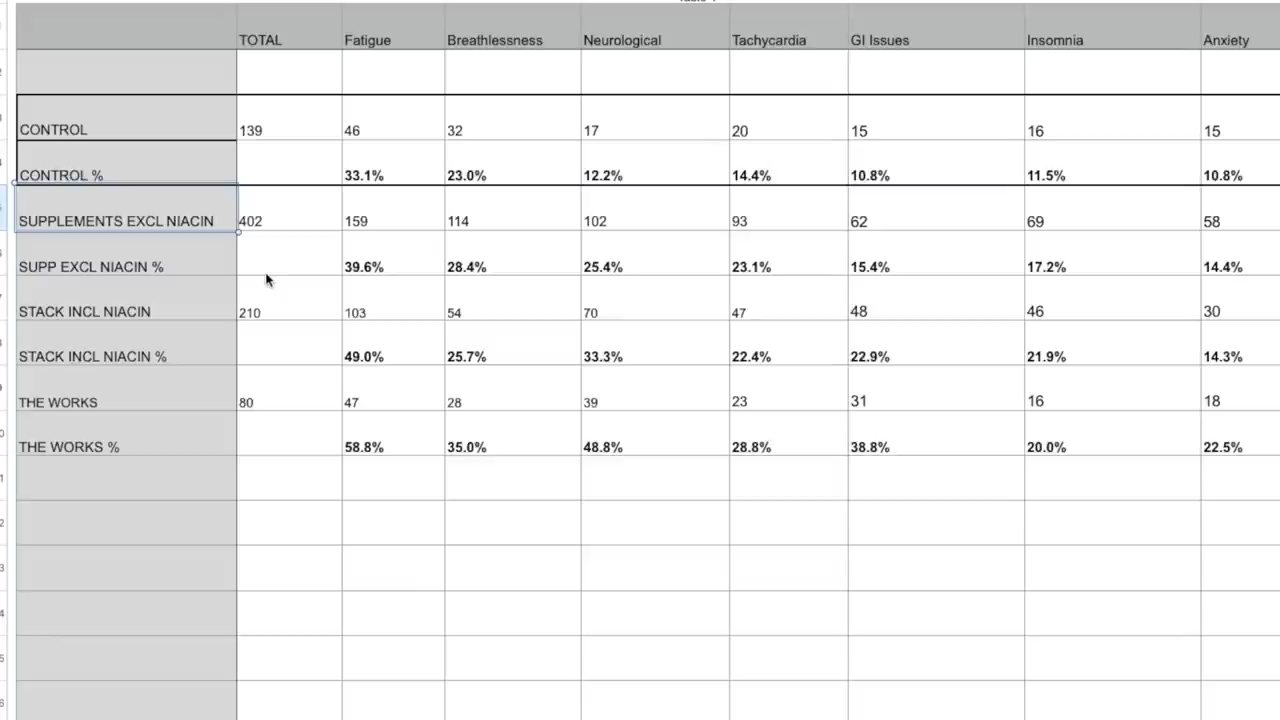 TOTAL Fatigue Breathlessness Neurological Tachycardia GI Issues Insomnia Anxiety
CONTROL 139 46 32 17 20 15 16 15
CONTROL % 33.1% 23.0% 12.2% 14.4% 10.8% 11.5% 10.8%
SUPPLEMENTS EXCL NIACIN 402 159 114 102 93 62 69 58
SUPP EXCL NIACIN % 39.6% 28.4% 25.4% 23.1% 15.4% 17.2% 14.4%
STACK INCL NIACIN 210 103 54 70 47 48 46 30
STACK INCL NIACIN % 49.0% 25.7% 33.3% 22.4% 22.9% 21.9% 14.3%
THE WORKS 80 47 28 39 23 31 16 18
THE WORKS % 58.8% 35.0% 48.8% 28.8% 38.8% 20.0% 22.5%